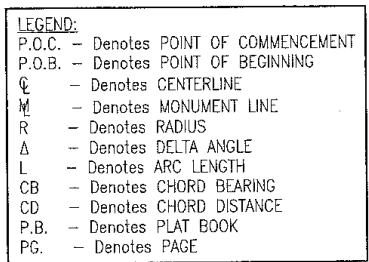 LEGEND:
P.O.C. – Denotes POINT OF COMMENCEMENT
P.O.B. – Denotes POINT OF BEGINNING
℄ – Denotes CENTERLINE
M – Denotes MONUMENT LINE
R – Denotes RADIUS
Δ – Denotes DELTA ANGLE
L – Denotes ARC LENGTH
CB – Denotes CHORD BEARING
CD – Denotes CHORD DISTANCE
P.B. – Denotes PLAT BOOK
PG. – Denotes PAGE